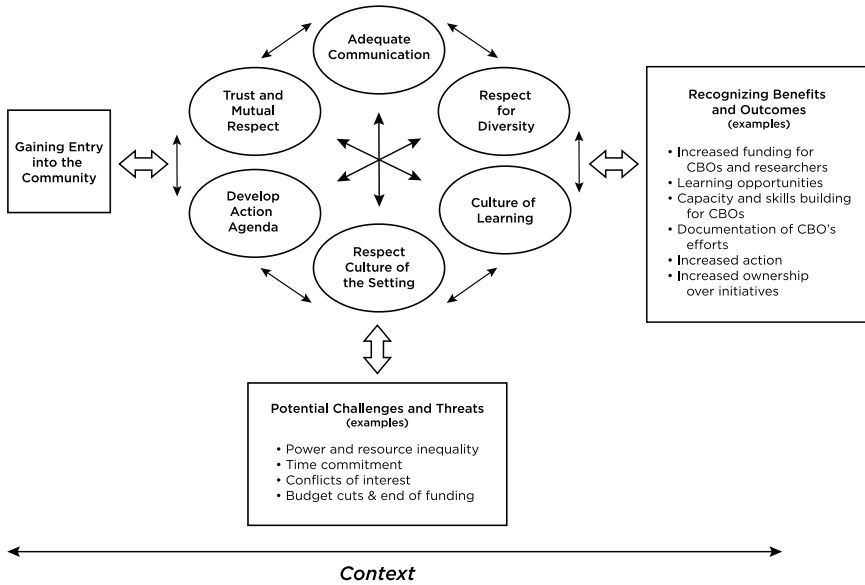 Adequate
Communication
Trust and
Mutual
Respect
Respect
for
Diversity
Gaining Entry
into the
Community
Develop
Action
Agenda
Culture of
Learning
Respect
Culture of
the Setting
Recognizing Benefits
and Outcomes
(examples)
• Increased funding for
CBOs and researchers
• Learning opportunities
• Capacity and skills building
for CBOs
• Documentation of CBO’s
efforts
• Increased action
• Increased ownership
over initiatives
Potential Challenges and Threats
(examples)
• Power and resource inequality
• Time commitment
• Conflicts of interest
• Budget cuts & end of funding
Context